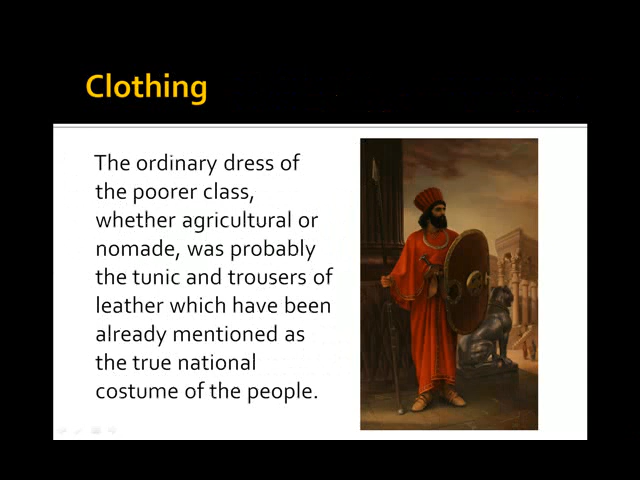 Clothing
The ordinary dress of
the poorer class,
whether agricultural or
nomade, was probably
the tunic and trousers of
leather which have been
already mentioned as
the true national
costume of the people.